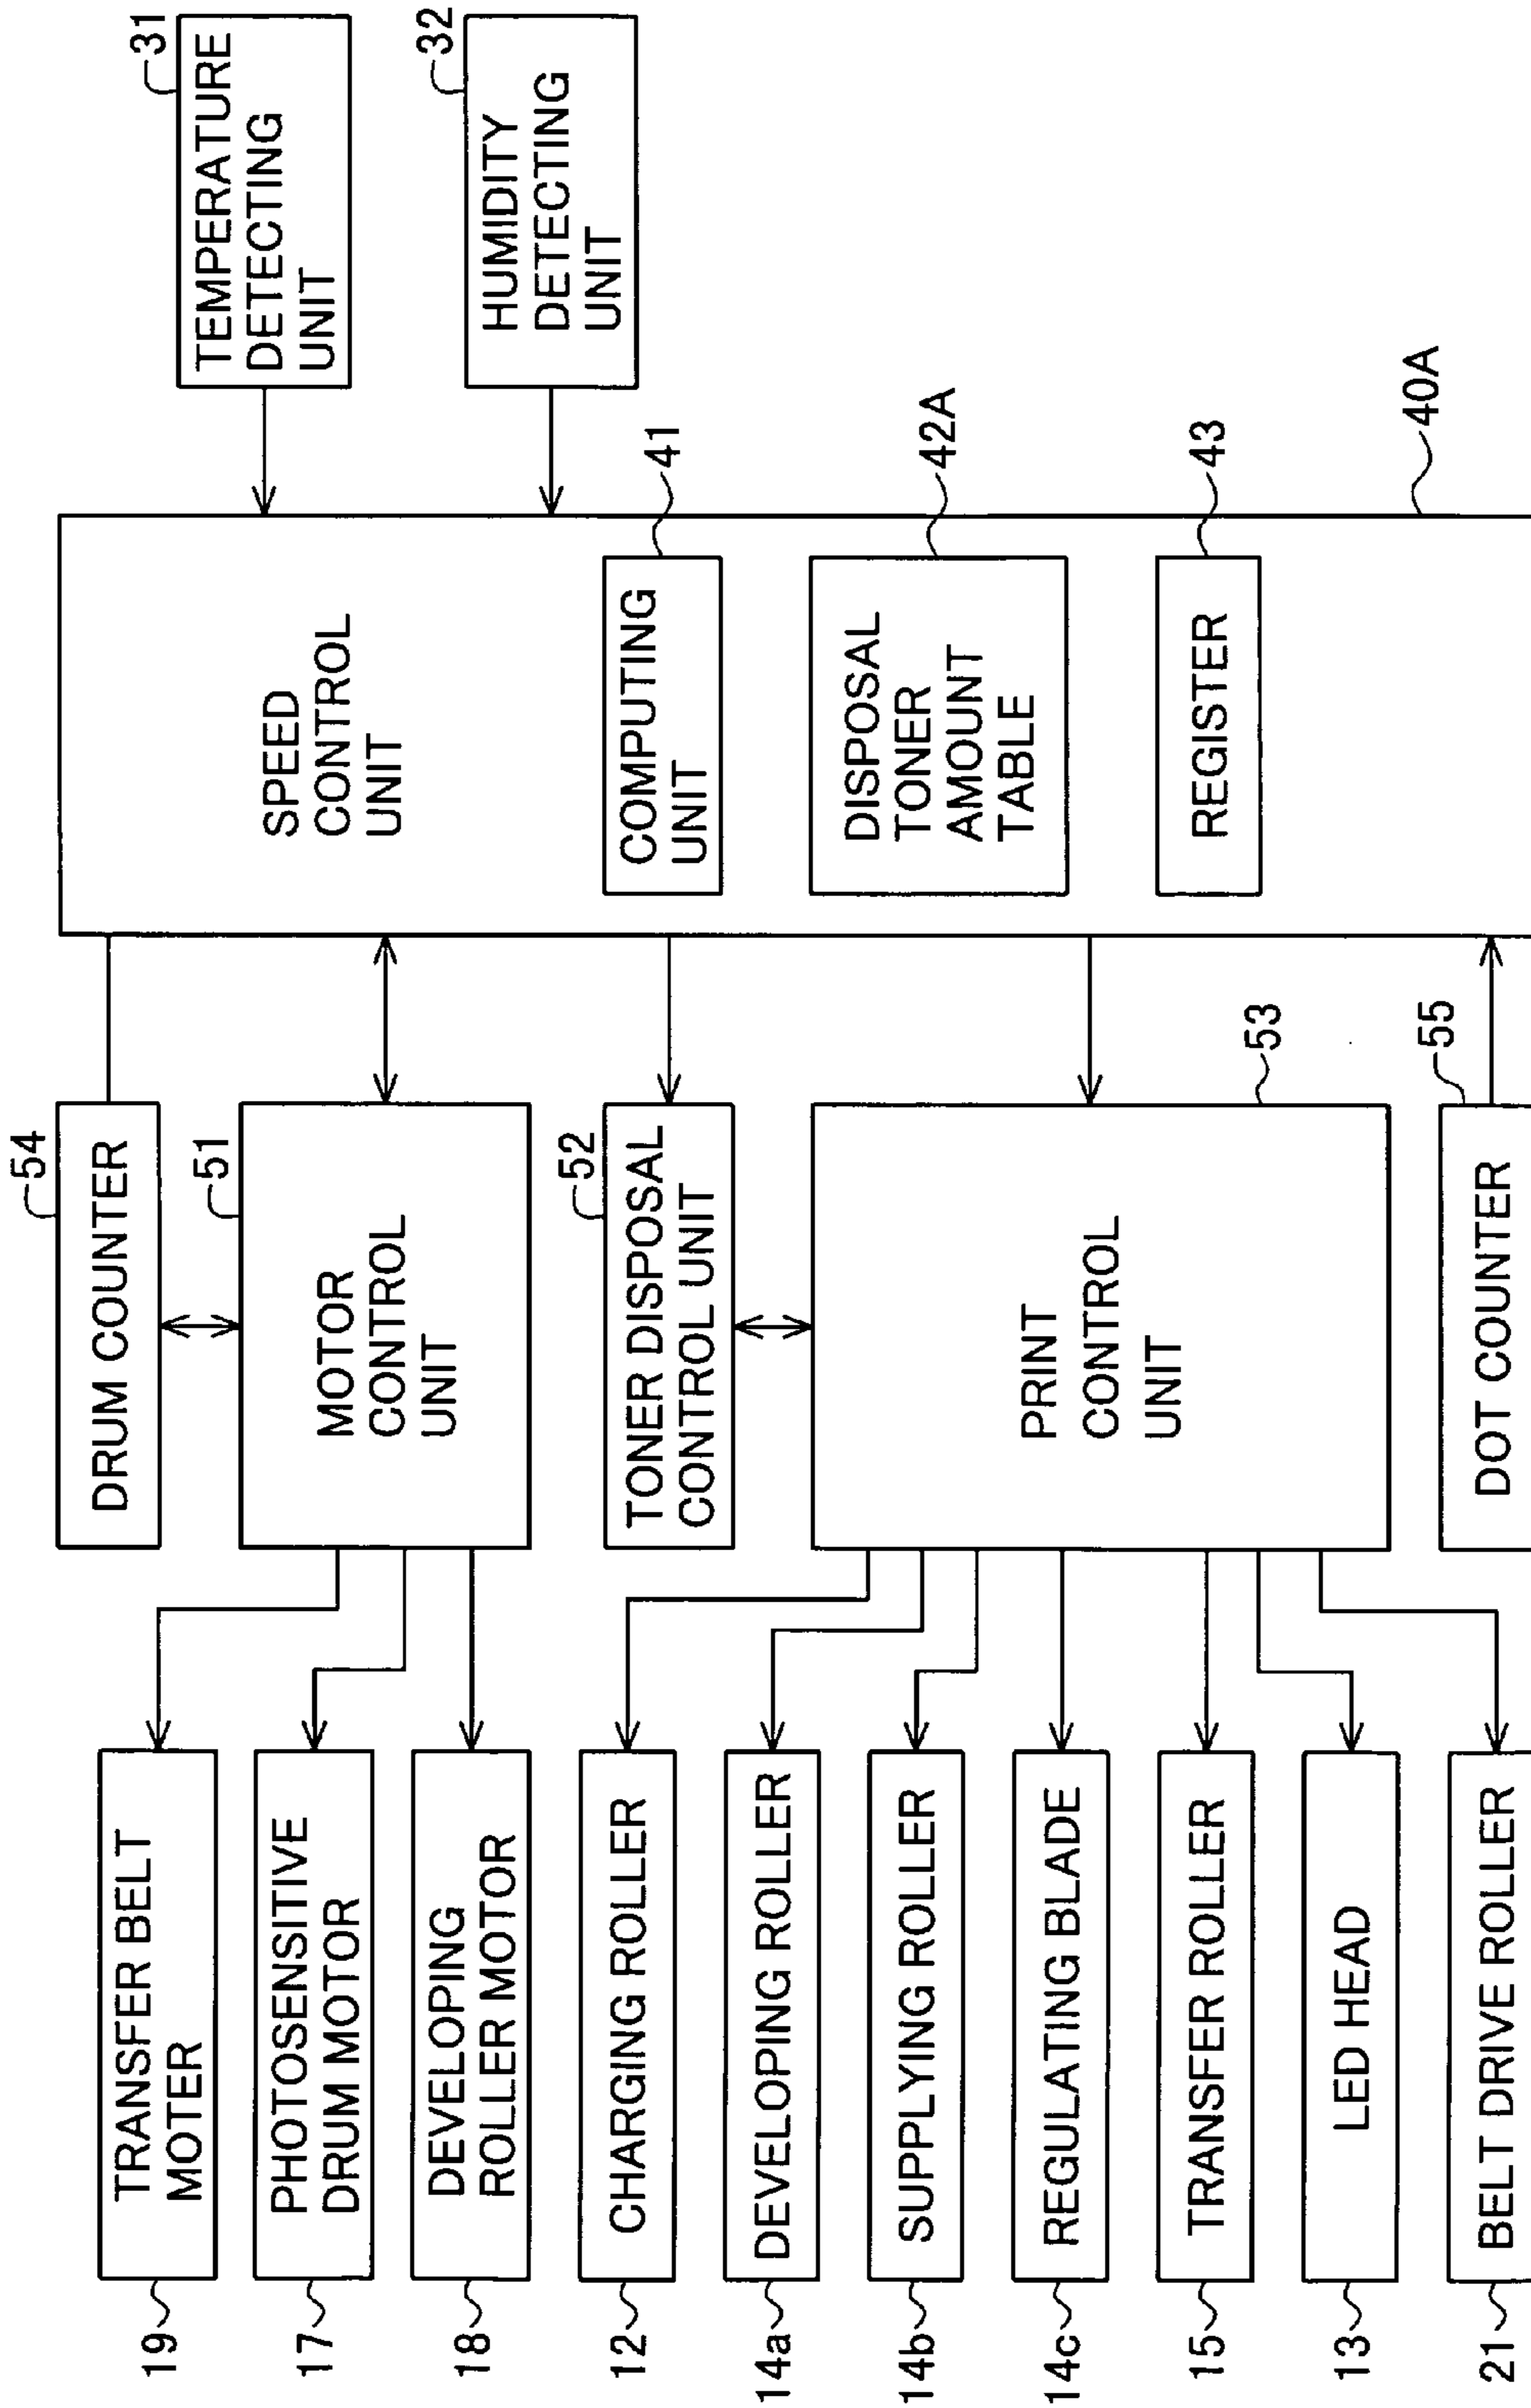 19
TRANSFER BELT
MOTER
17
PHOTOSENSITIVE
DRUM MOTOR
18
DEVELOPING
ROLLER MOTOR
12
CHARGING ROLLER
14a
DEVELOPING ROLLER
14b
SUPPLYING ROLLER
14c
REGULATING BLADE
15
TRANSFER ROLLER
13
LED HEAD
21
BELT DRIVE ROLLER
54
DRUM COUNTER
51
MOTOR
CONTROL
UNIT
52
TONER DISPOSAL
CONTROL UNIT
PRINT
CONTROL
UNIT
53
55
DOT COUNTER
SPEED
CONTROL
UNIT
COMPUTING
UNIT
41
DISPOSAL
TONER
AMOUNT
TABLE
42A
REGISTER
43
40A
31
TEMPERATURE
DETECTING
UNIT
32
HUMIDITY
DETECTING
UNIT